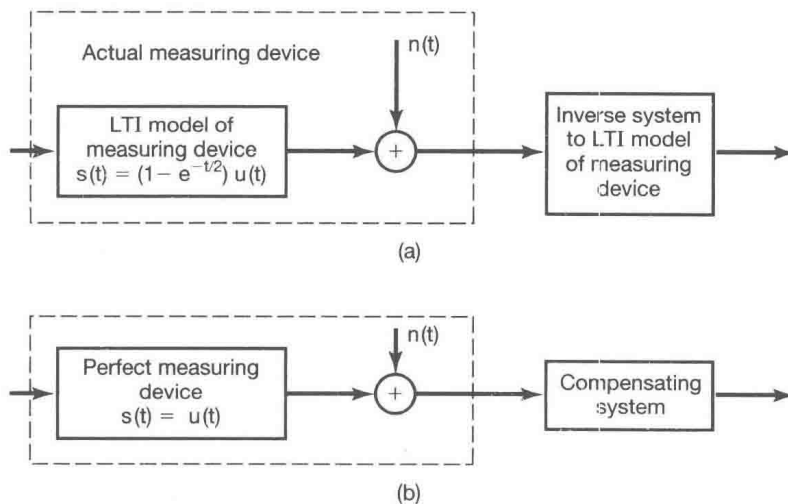 Actual measuring device
n(t)
LTI model of
measuring device
s(t) = (1– e^{–t/2}) u(t)
+
Inverse system
to LTI model
of measuring
device
(a)
n(t)
Perfect measuring
device
s(t) = u(t)
+
Compensating
system
(b)